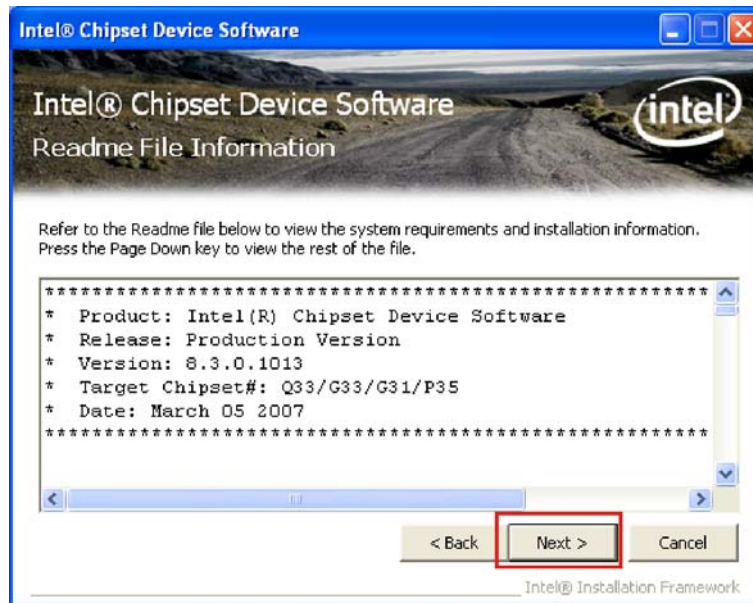 Intel® Chipset Device Software
Intel® Chipset Device Software
intel
Readme File Information
Refer to the Readme file below to view the system requirements and installation information.
Press the Page Down key to view the rest of the file.
********************************************************
* Product: Intel(R) Chipset Device Software
* Release: Production Version
* Version: 8.3.0.1013
* Target Chipset#: Q33/G33/G31/P35
* Date: March 05 2007
********************************************************
< Back Next > Cancel
Intel® Installation Framework